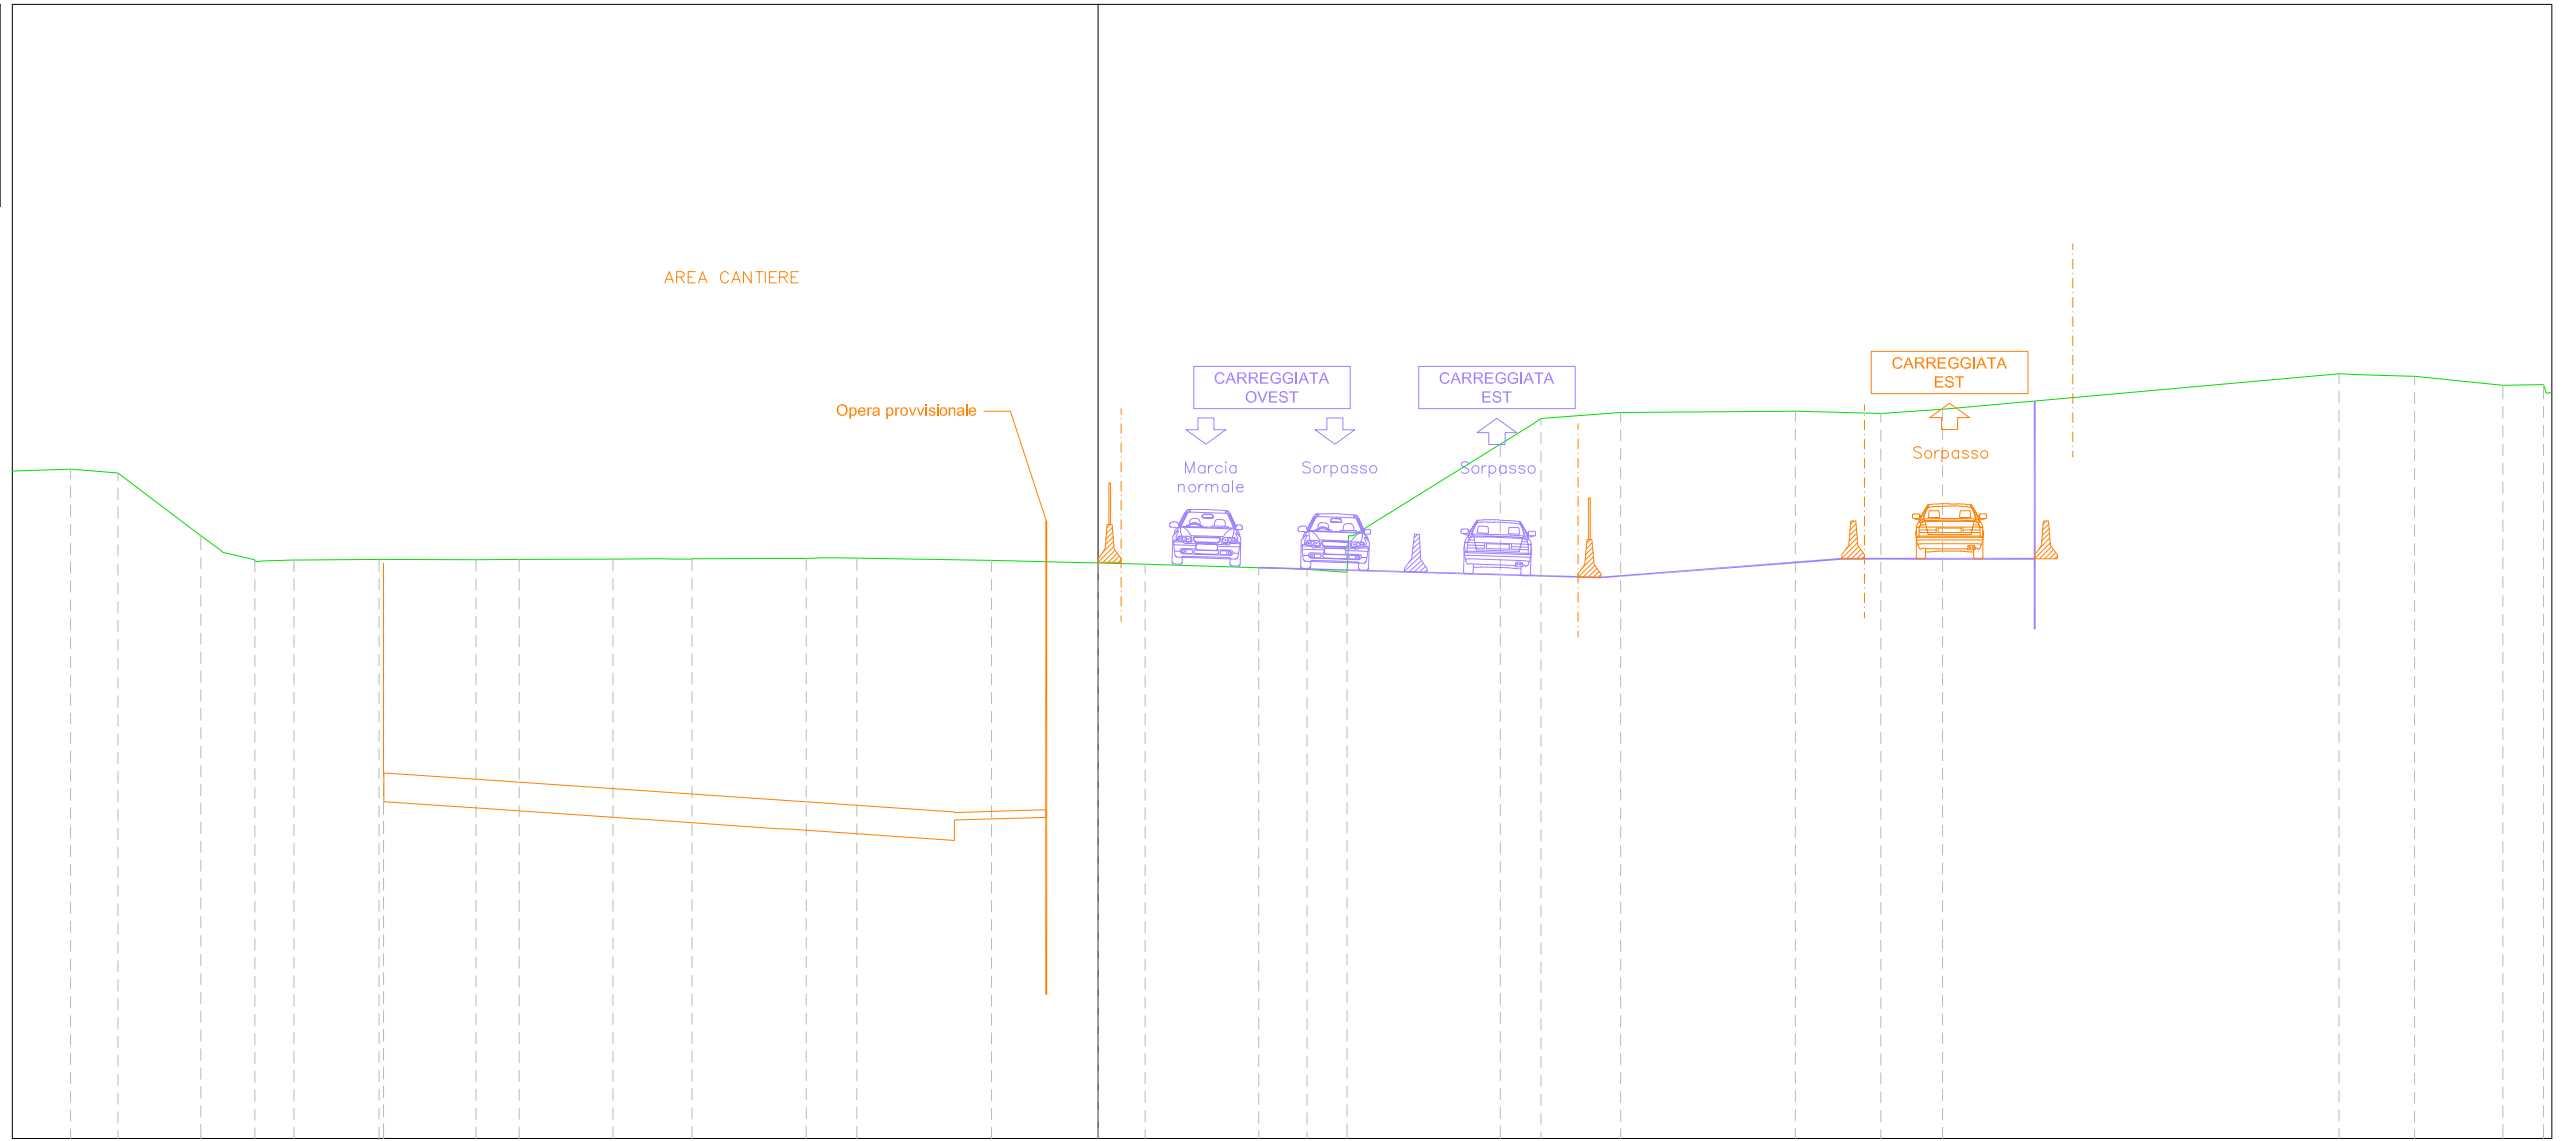 AREA CANTIERE
Opera provvisionale
CARREGGIATA
OVEST
Marcia
normale
Sorpasso
CARREGGIATA
EST
Sorpasso
CARREGGIATA
EST
Sorpasso